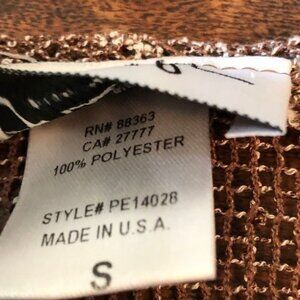 RN# 88363
CA# 27777
100% POLYESTER
STYLE# PE14028
MADE IN U.S.A.
S